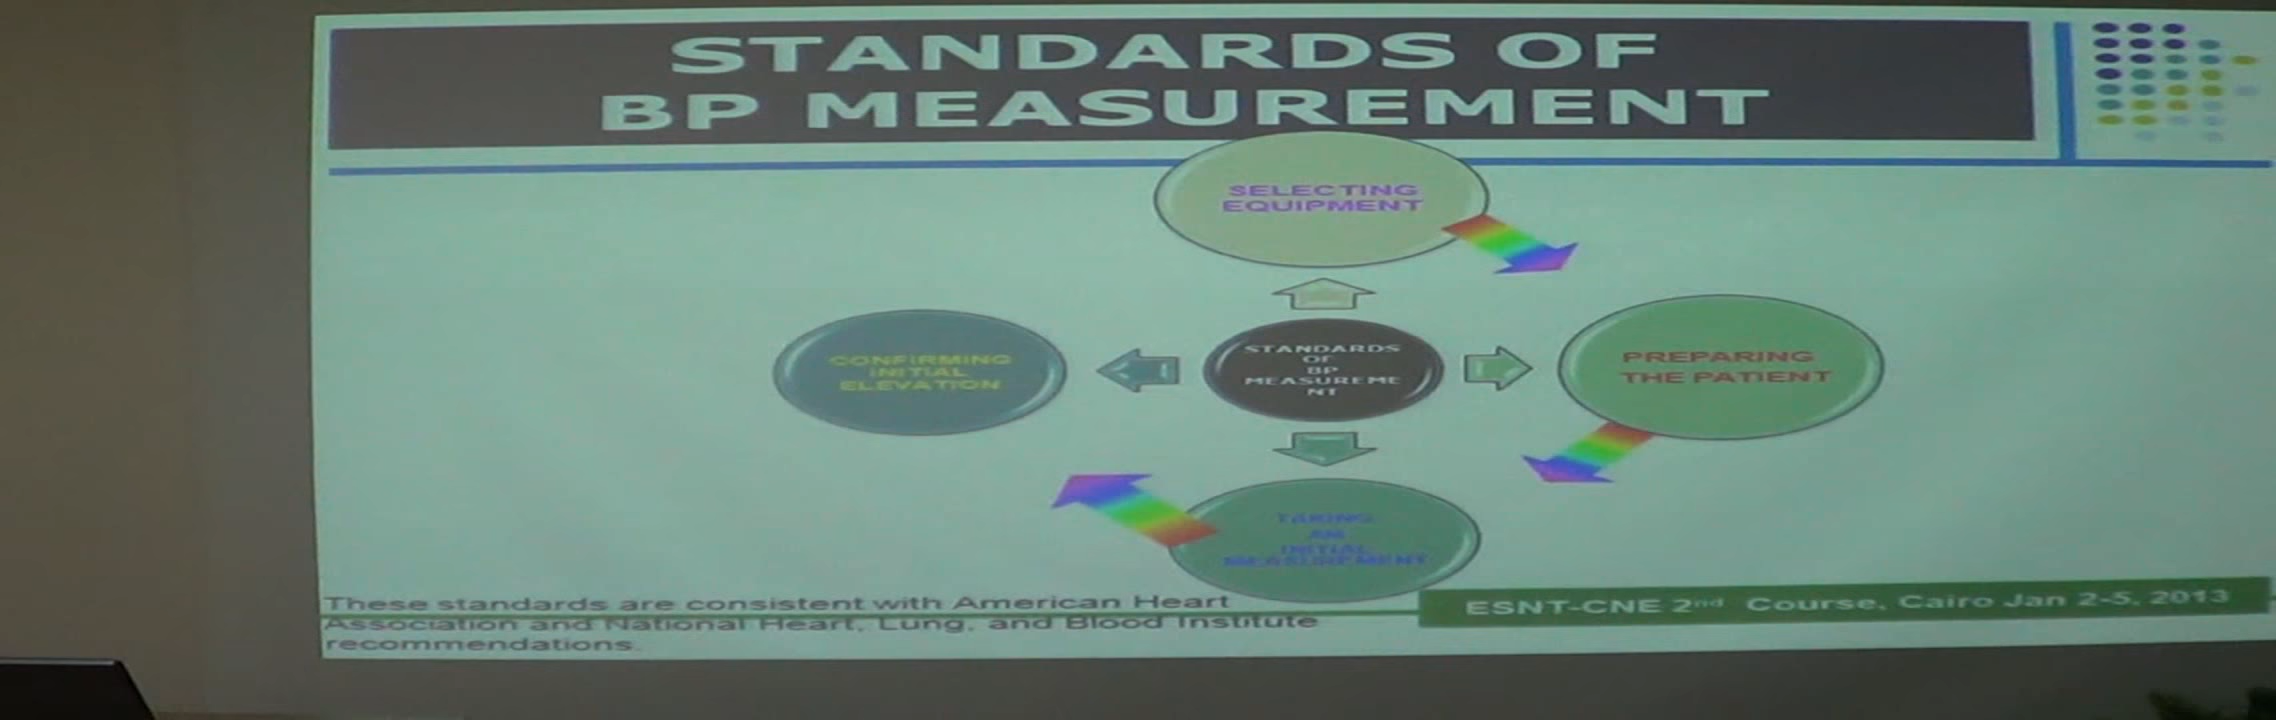 STANDARDS OF
BP MEASUREMENT
SELECTING
EQUIPMENT
CONFIRMING
INITIAL
ELEVATION
STANDARDS
OF
BP
MEASUREME
NT
PREPARING
THE PATIENT
TAKING
AN
INITIAL
MEASUREMENT
These standards are consistent with American Heart
Association and National Heart, Lung, and Blood Institute
recommendations.
ESNT-CNE 2nd Course, Cairo Jan 2-5, 2013